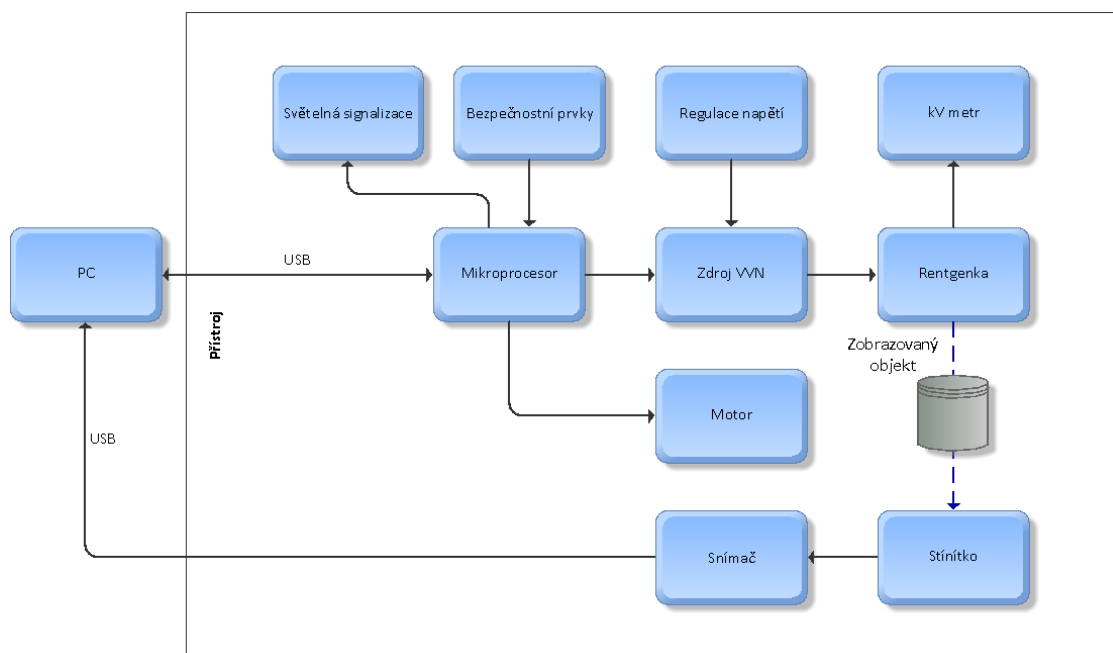 Světelná signalizace
Bezpečnostní prvky
Regulace napětí
kV metr
PC
USB
Mikroprocesor
Zdroj VVN
Rentgenka
Přístroj
Zobrazovaný
objekt
Motor
USB
Snímač
Stínítko